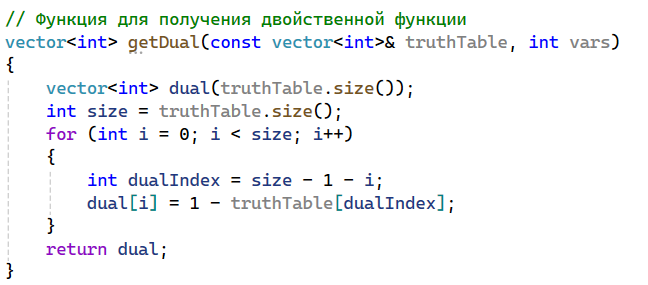 // Функция для получения двойственной функции
vector<int> getDual(const vector<int>& truthTable, int vars)
{
    vector<int> dual(truthTable.size());
    int size = truthTable.size();
    for (int i = 0; i < size; i++)
    {
        int dualIndex = size - 1 - i;
        dual[i] = 1 - truthTable[dualIndex];
    }
    return dual;
}